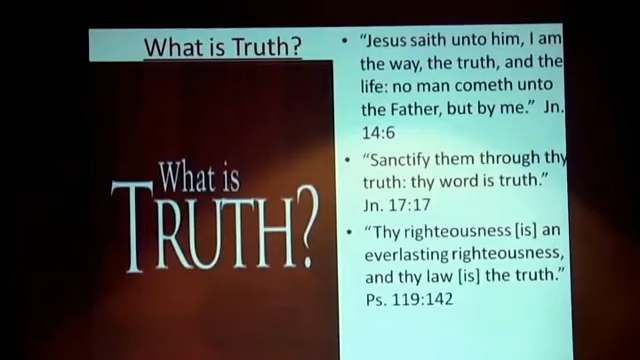 What is Truth?
What is
TRUTH?
• “Jesus saith unto him, I am
the way, the truth, and the
life: no man cometh unto
the Father, but by me.” Jn.
14:6
• “Sanctify them through thy
truth: thy word is truth.”
Jn. 17:17
• “Thy righteousness [is] an
everlasting righteousness,
and thy law [is] the truth.”
Ps. 119:142